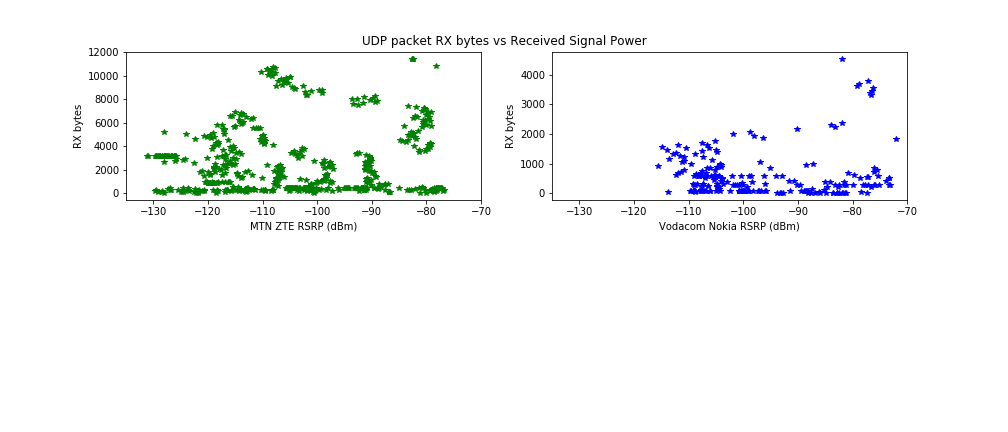 UDP packet RX bytes vs Received Signal Power
12000
10000
8000
6000
4000
2000
0
RX bytes
−130 −120 −110 −100 −90 −80 −70
MTN ZTE RSRP (dBm)
4000
3000
2000
1000
0
RX bytes
−130 −120 −110 −100 −90 −80 −70
Vodacom Nokia RSRP (dBm)